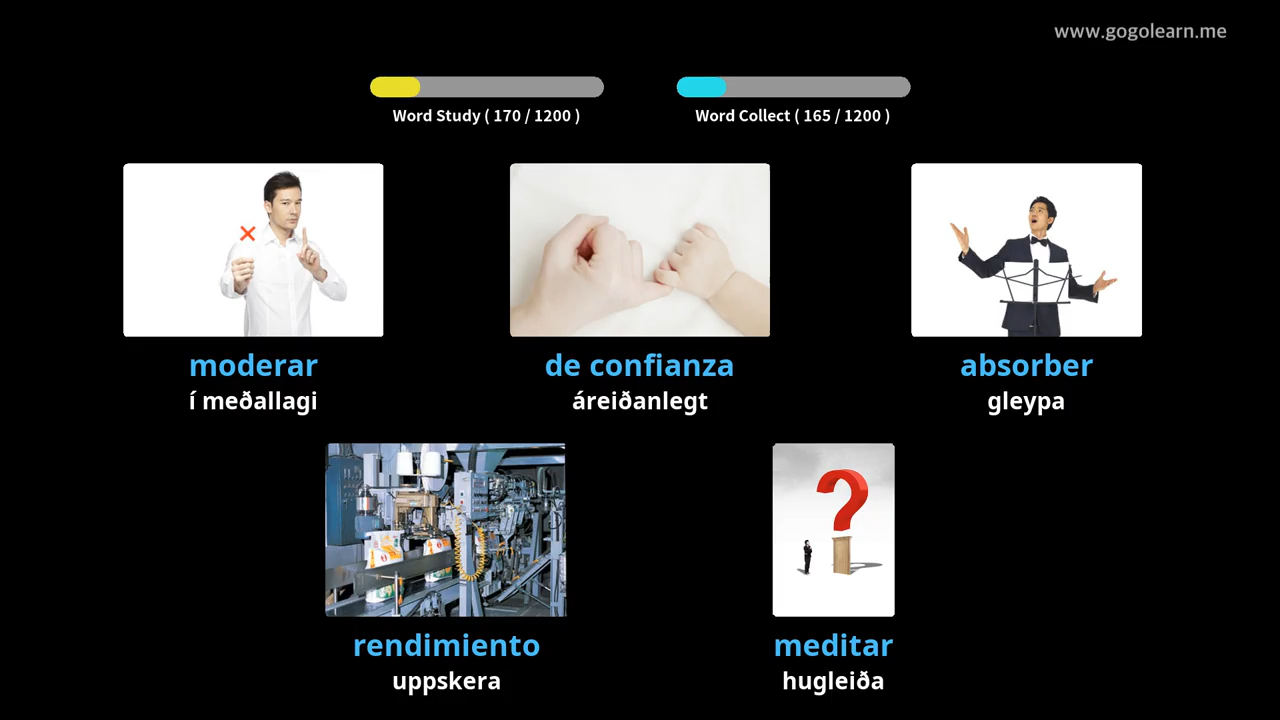 www.gogolearn.me
Word Study ( 170 / 1200 )
Word Collect ( 165 / 1200 )
moderar
í meðallagi
de confianza
áreiðanlegt
absorber
gleypa
rendimiento
uppskera
meditar
hugleiða